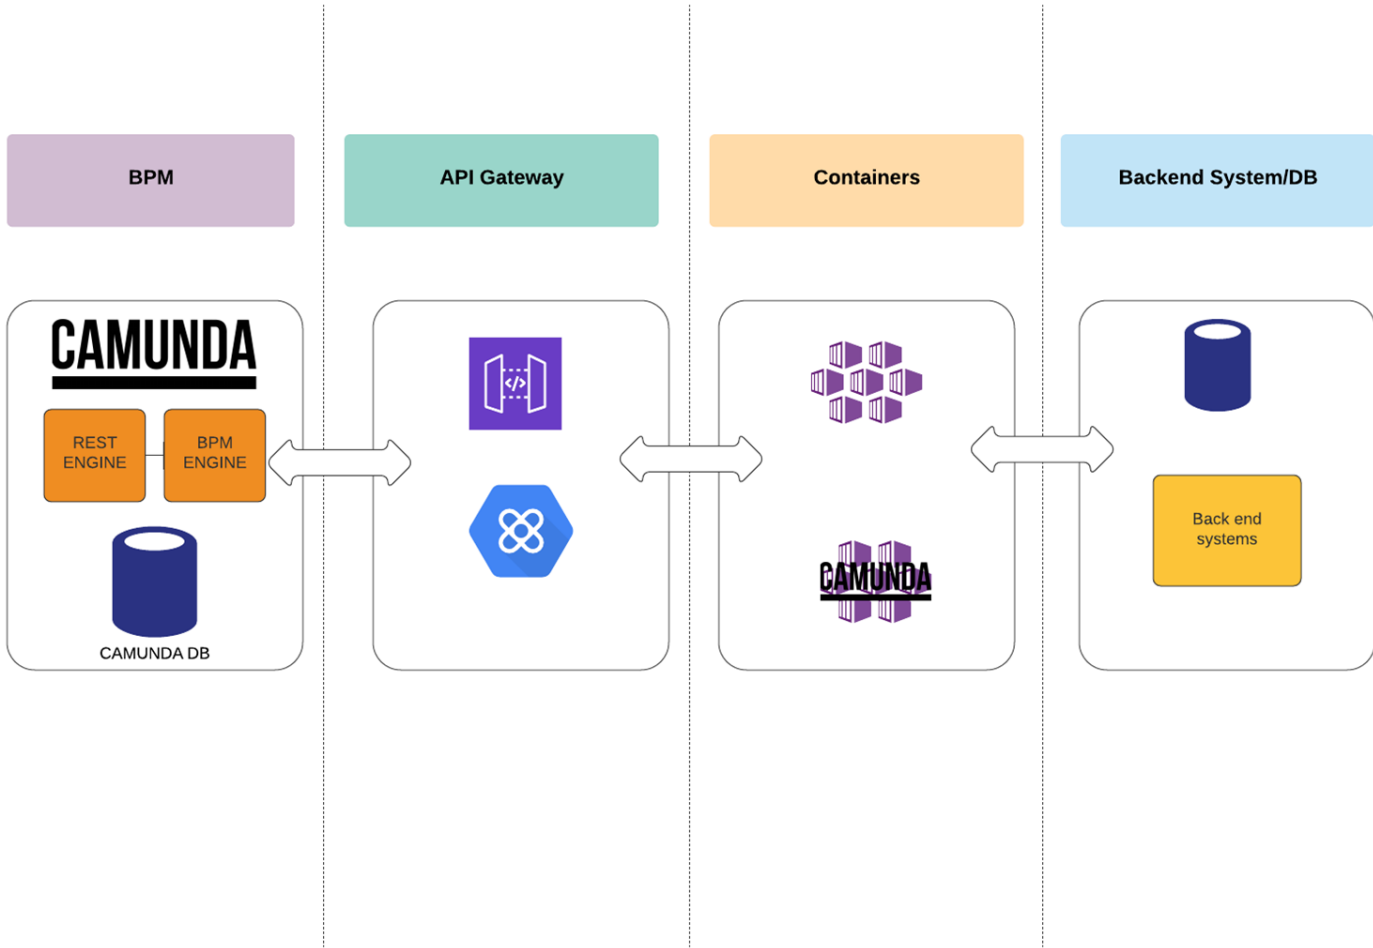 BPM
API Gateway
Containers
Backend System/DB
CAMUNDA
REST
ENGINE
BPM
ENGINE
CAMUNDA DB
</>
CAMUNDA
Back end
systems